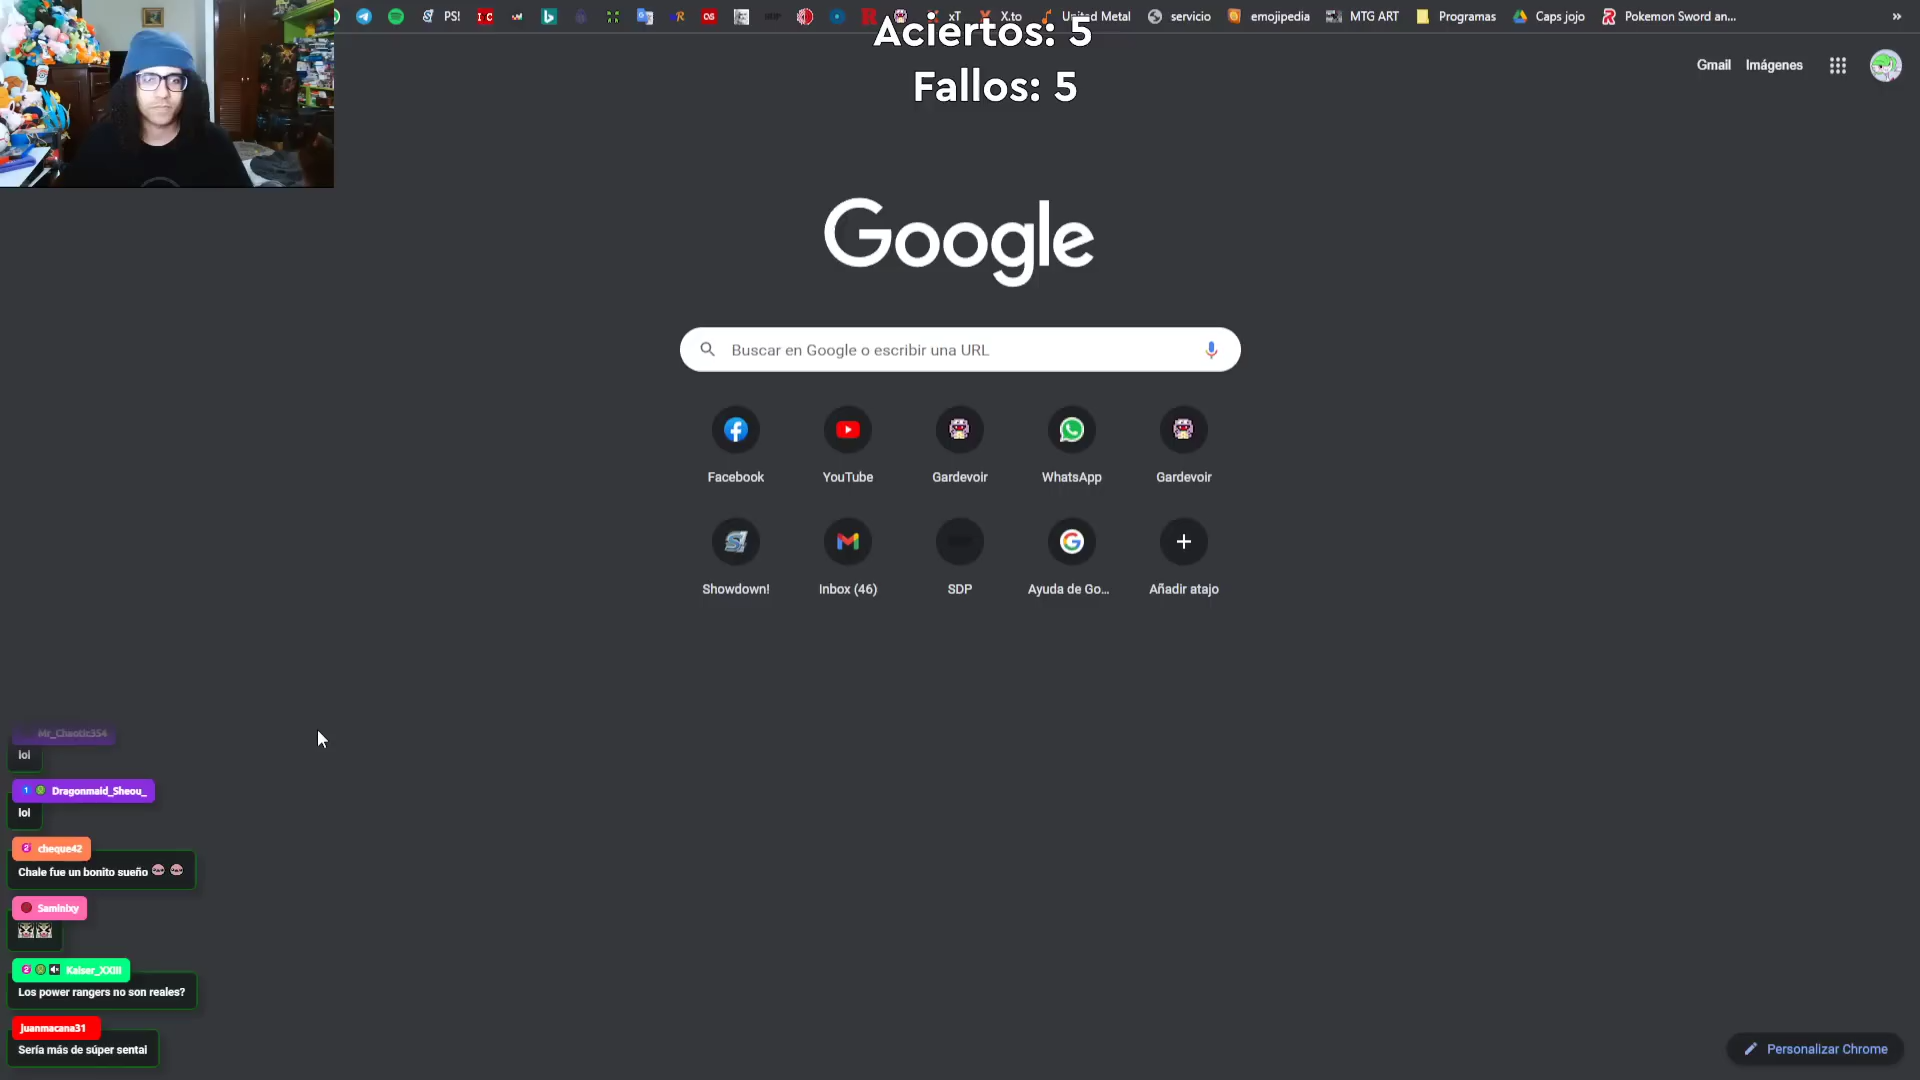 PS!
xT
X.to
United Metal
servicio
emojipedia
MTG ART
Programas
Caps jojo
Pokemon Sword an...
»
Aciertos: 5
Fallos: 5
Gmail
Imágenes
Google
Buscar en Google o escribir una URL
Facebook
YouTube
Gardevoir
WhatsApp
Gardevoir
Showdown!
Inbox (46)
SDP
Ayuda de Go...
Añadir atajo
Mr_Chaotic354
lol
Dragonmaid_Sheou_
lol
cheque42
Chale fue un bonito sueño
Saminixy
Kaiser_XXIII
Los power rangers no son reales?
Juanmacana31
Sería más de súper sentai
Personalizar Chrome